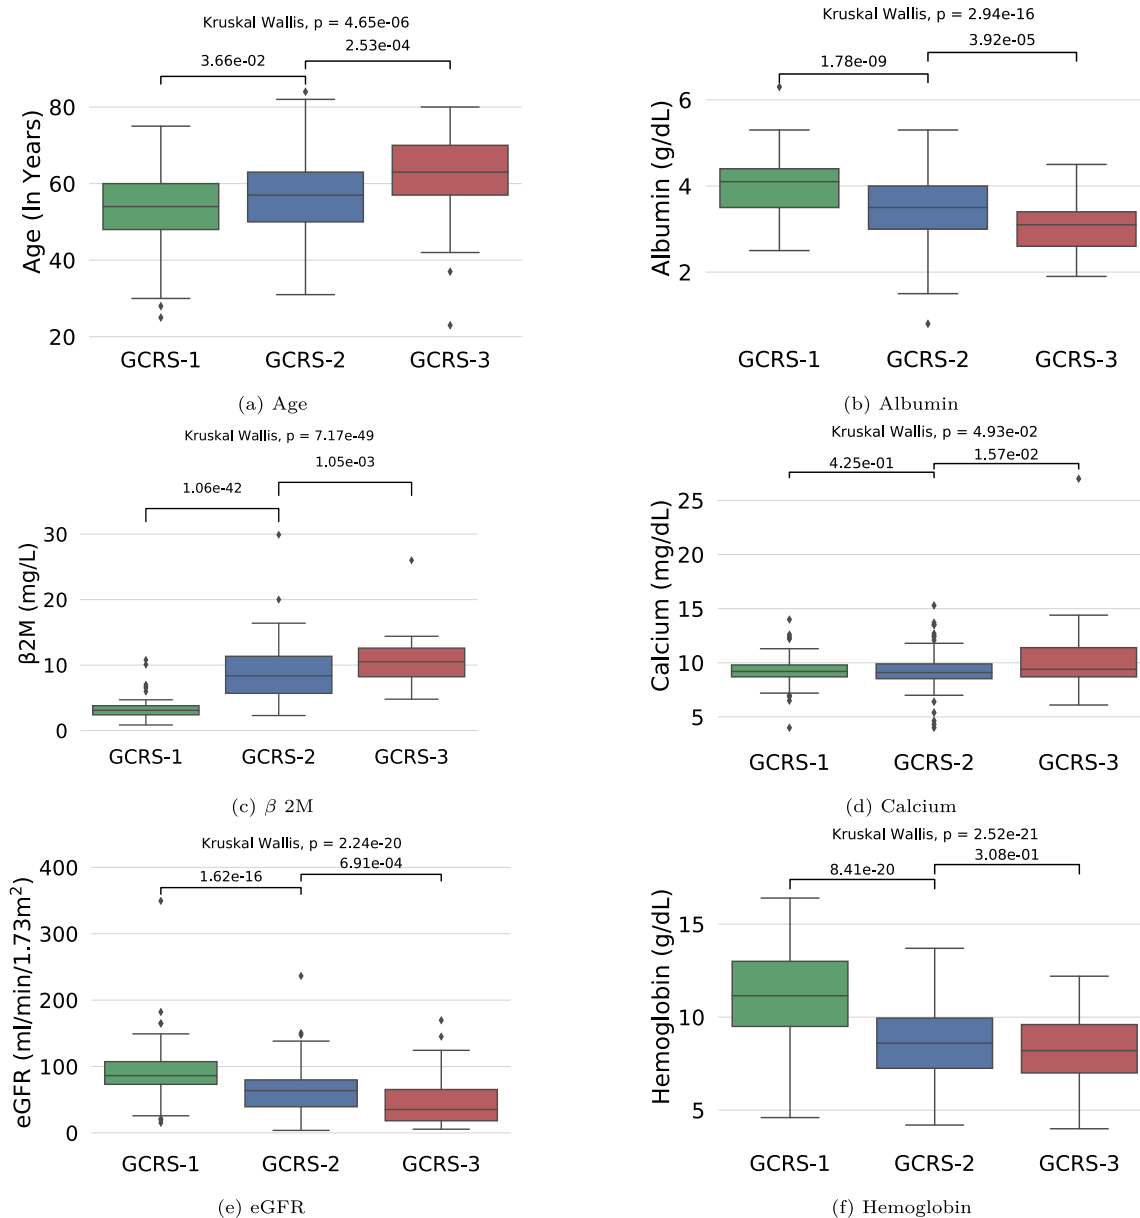 Kruskal Wallis, p = 4.65e-06
2.53e-04
3.66e-02
Age (In Years)
80
60
40
20
GCRS-1 GCRS-2 GCRS-3
(a) Age
Kruskal Wallis, p = 2.94e-16
3.92e-05
1.78e-09
Albumin (g/dL)
6
4
2
GCRS-1 GCRS-2 GCRS-3
(b) Albumin
Kruskal Wallis, p = 7.17e-49
1.05e-03
1.06e-42
β2M (mg/L)
30
20
10
0
GCRS-1 GCRS-2 GCRS-3
(c) β 2M
Kruskal Wallis, p = 4.93e-02
1.57e-02
4.25e-01
Calcium (mg/dL)
25
20
15
10
5
GCRS-1 GCRS-2 GCRS-3
(d) Calcium
Kruskal Wallis, p = 2.24e-20
6.91e-04
1.62e-16
eGFR (ml/min/1.73m²)
400
300
200
100
0
GCRS-1 GCRS-2 GCRS-3
(e) eGFR
Kruskal Wallis, p = 2.52e-21
3.08e-01
8.41e-20
Hemoglobin (g/dL)
15
10
5
GCRS-1 GCRS-2 GCRS-3
(f) Hemoglobin